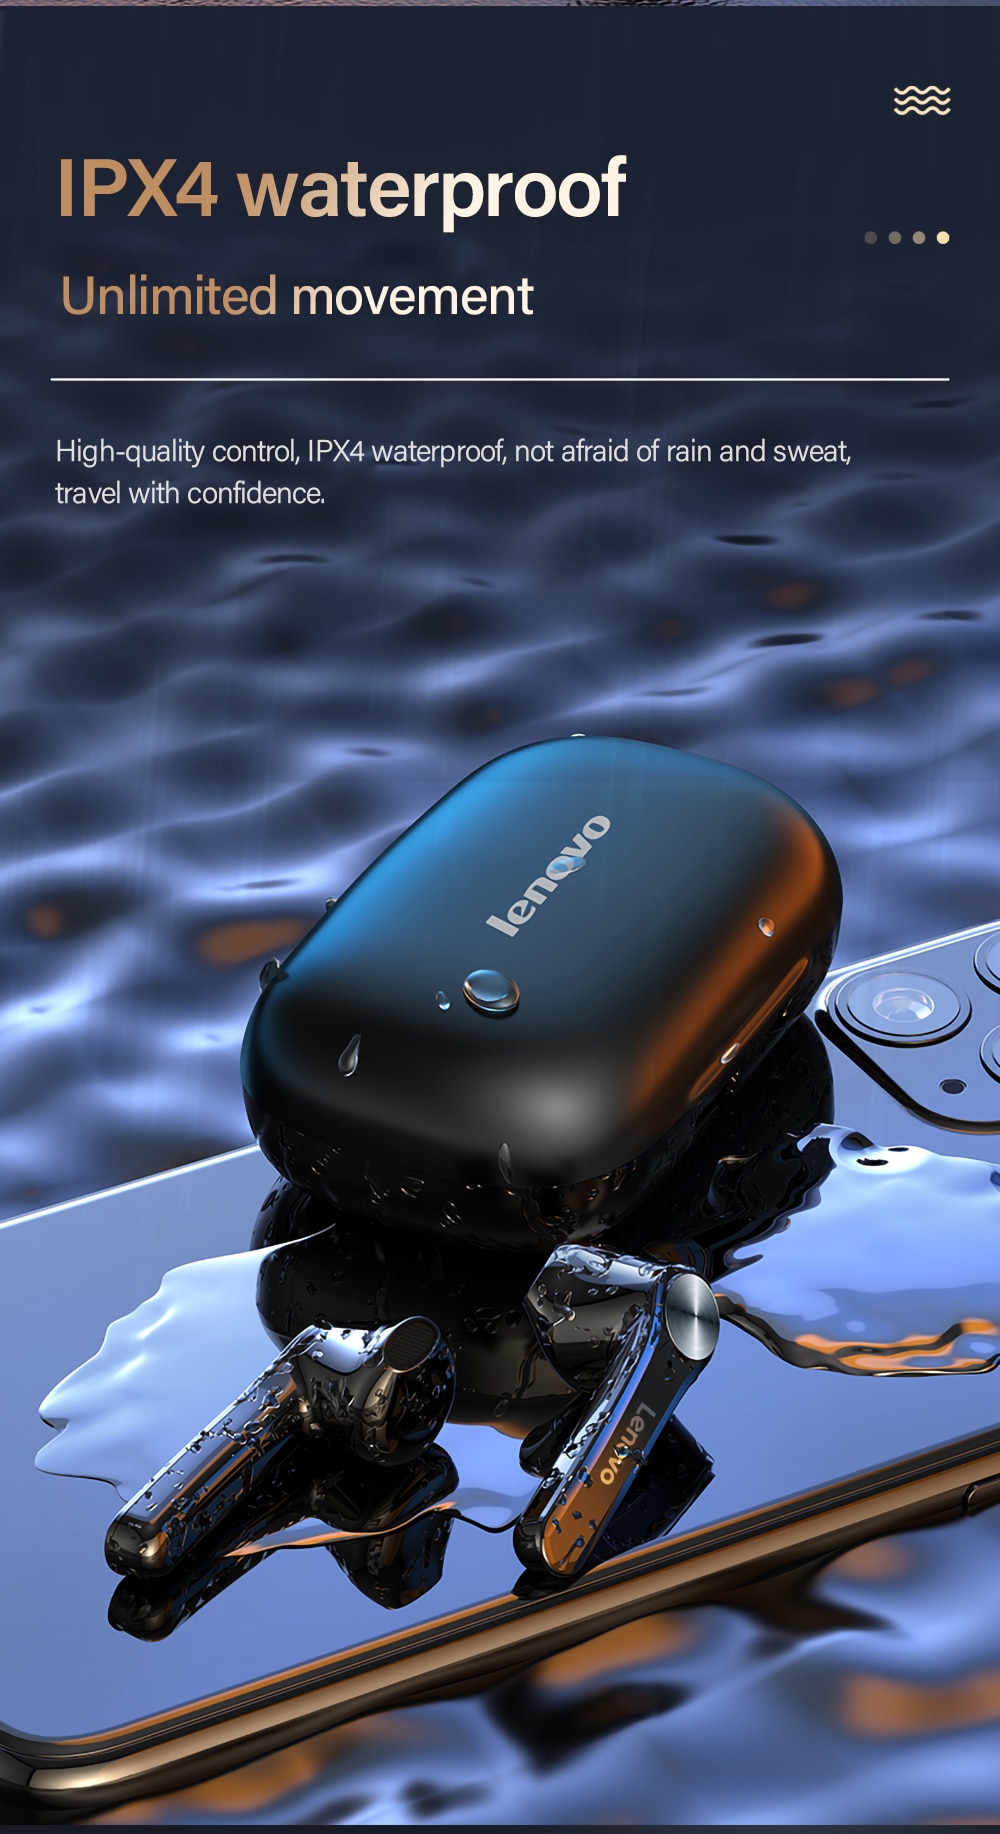 IPX4 waterproof
Unlimited movement
High-quality control, IPX4 waterproof, not afraid of rain and sweat,
travel with confidence.
lenovo
Lenovo